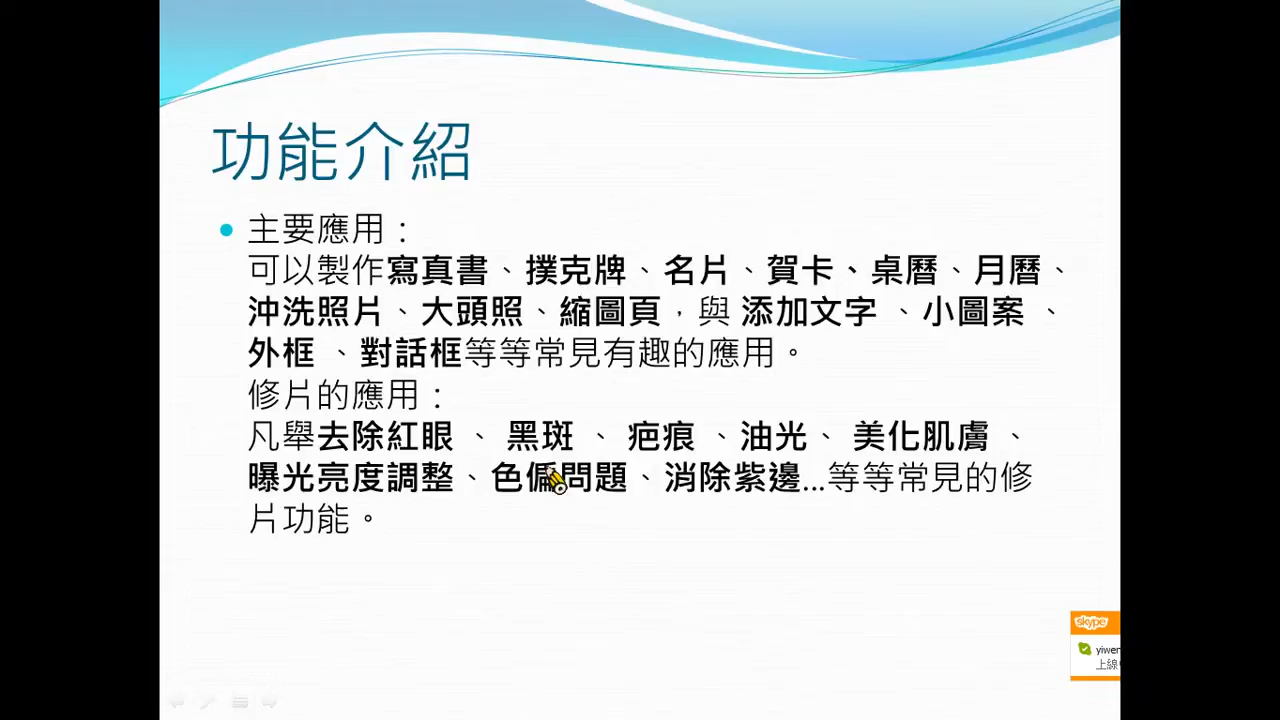 功能介紹
主要應用：
可以製作寫真書、撲克牌、名片、賀卡、桌曆、月曆、
沖洗照片、大頭照、縮圖頁，與 添加文字 、小圖案 、
外框 、對話框等等常見有趣的應用。
修片的應用：
凡舉去除紅眼 、 黑斑 、 疤痕 、油光、 美化肌膚 、
曝光亮度調整、色偏問題、消除紫邊...等等常見的修
片功能。
skype
yiwen
上線